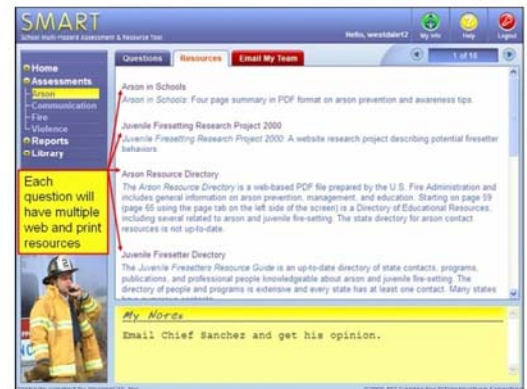 SMART
School Multi-Hazard Assessment & Resource Tool
Hello, westdale12
My Info
Help
Logout
Questions
Resources
Email My Team
1 of 15
Home
Assessments
Arson
Communication
Fire
Violence
Reports
Library
Each
question will
have multiple
web and print
resources
Arson in Schools
Arson in Schools: Four page summary in PDF format on arson prevention and awareness tips.
Juvenile Firesetting Research Project 2000
Juvenile Firesetting Research Project 2000: A website research project describing potential firesetter
behaviors.
Arson Resource Directory
The Arson Resource Directory is a web-based PDF file prepared by the U.S. Fire Administration and
includes general information on arson prevention, management, and education. Starting on page 59
(page 65 using the page tab on the left side of the screen) is a Directory of Educational Resources,
including several related to arson and juvenile fire-setting. The state directory for arson contact
resources is not up-to-date.
Juvenile Firesetter Directory
The Juvenile Firesetters Resource Guide is an up-to-date directory of state contacts, programs,
publications, and professional people knowledgeable about arson and juvenile fire-setting. The
directory of people and programs is extensive and every state has at least one contact. Many states
My Notes
Email Chief Sanchez and get his opinion.